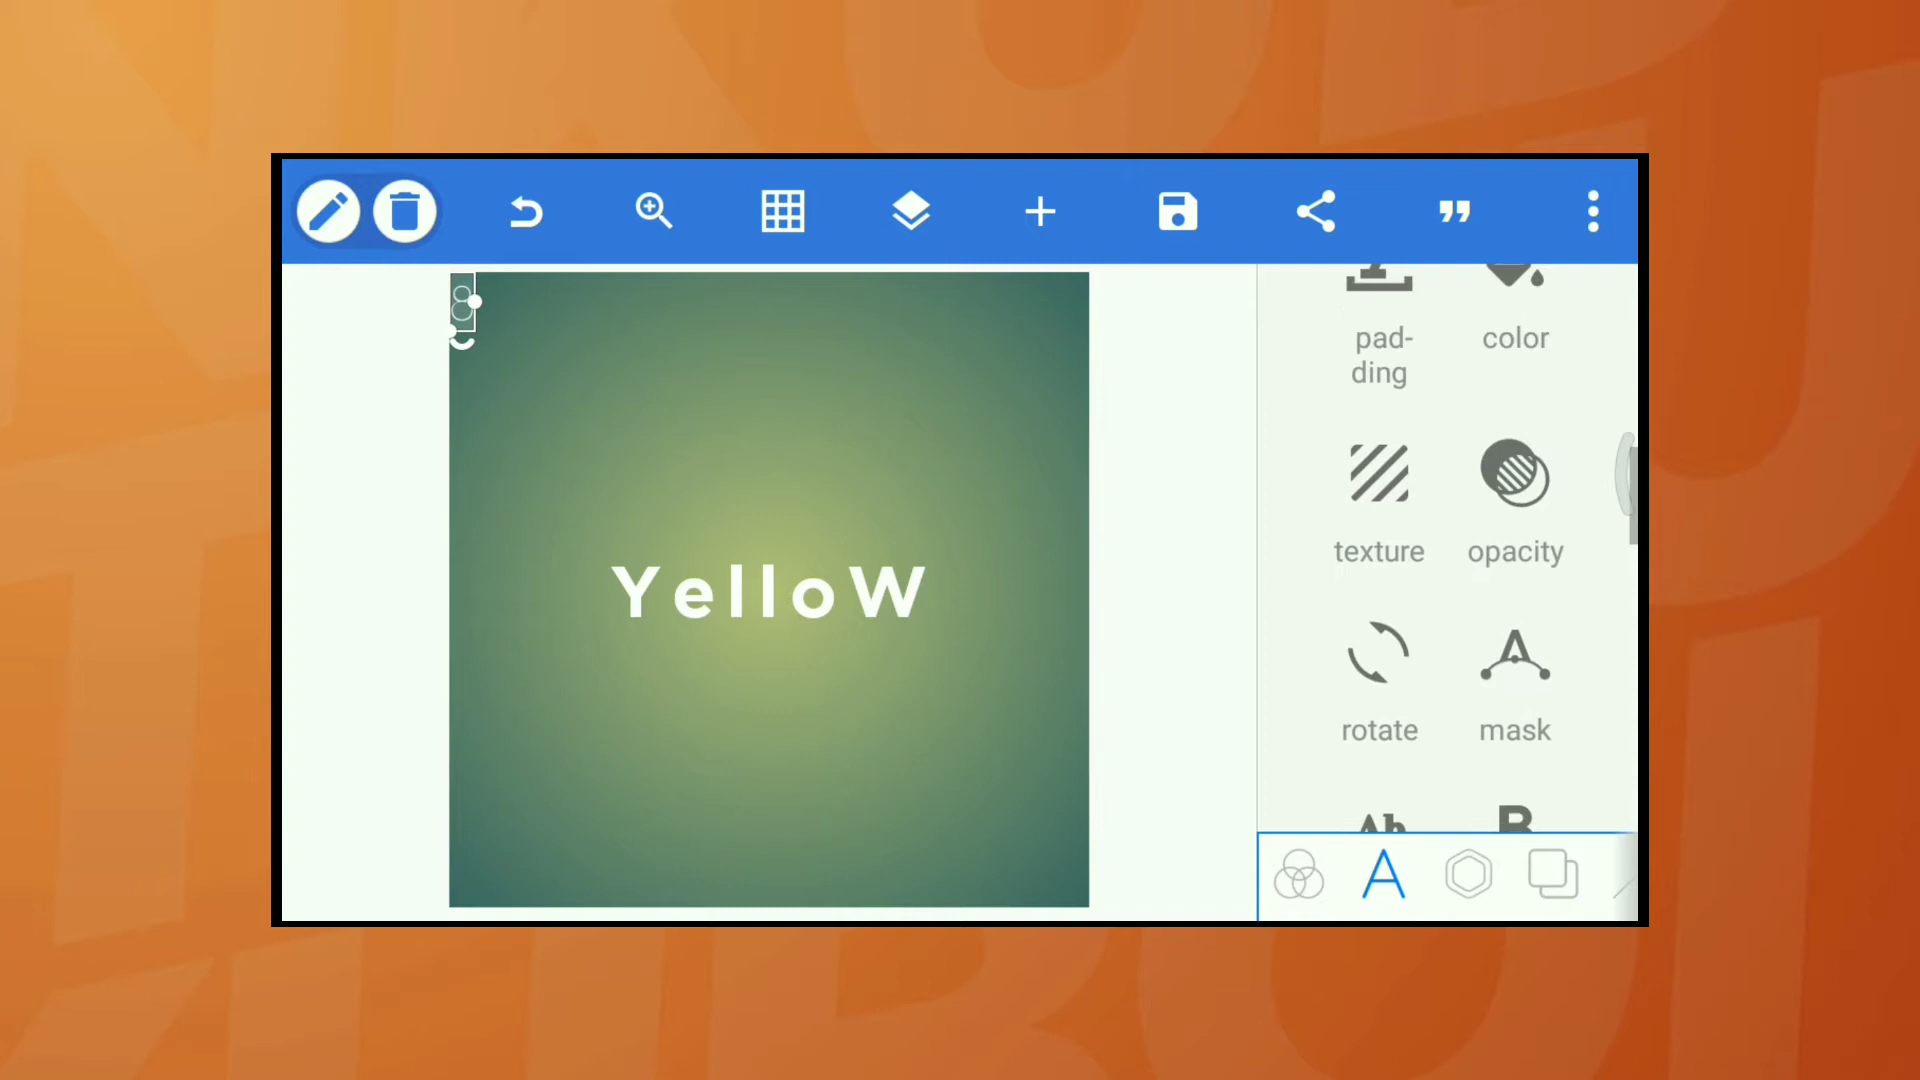 pad-
ding
color
YelloW
texture
opacity
rotate
mask